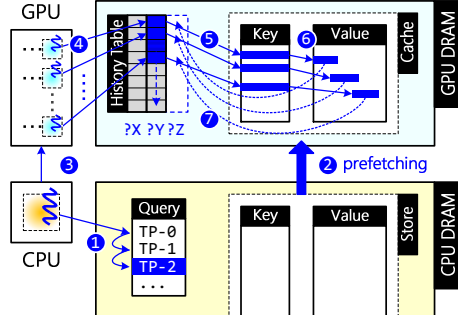 GPU
History Table
Key
Value
Cache
GPU DRAM
④
⑤
⑥
⑦
?X ?Y ?Z
③
② prefetching
CPU
①
Query
TP-0
TP-1
TP-2
...
Key
Value
Store
CPU DRAM